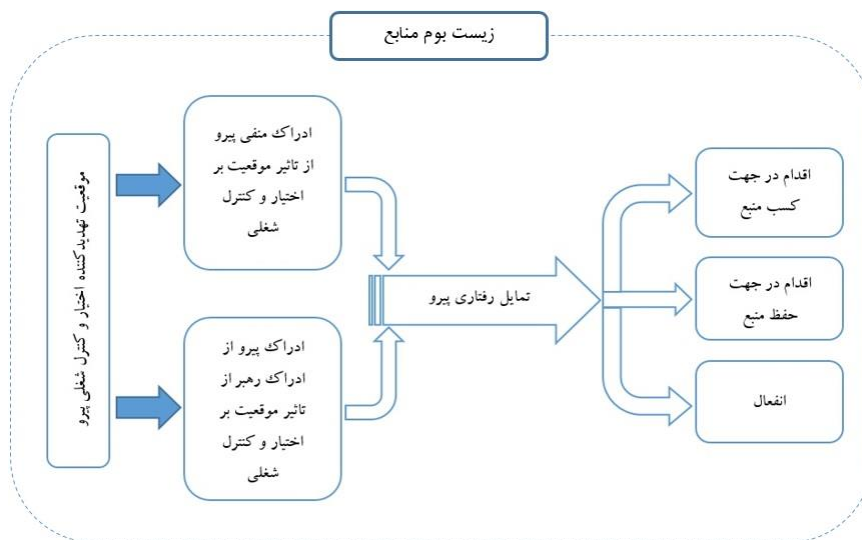 زیست بوم منابع
موقعیت تهدیدکننده اختیار و کنترل شغلی پیرو
ادراک منفی پیرو
از تاثیر موقعیت بر
اختیار و کنترل
شغلی
ادراک پیرو از
ادراک رهبر از
تاثیر موقعیت بر
اختیار و کنترل
شغلی
تمایل رفتاری پیرو
اقدام در جهت
کسب منبع
اقدام در جهت
حفظ منبع
انفعال